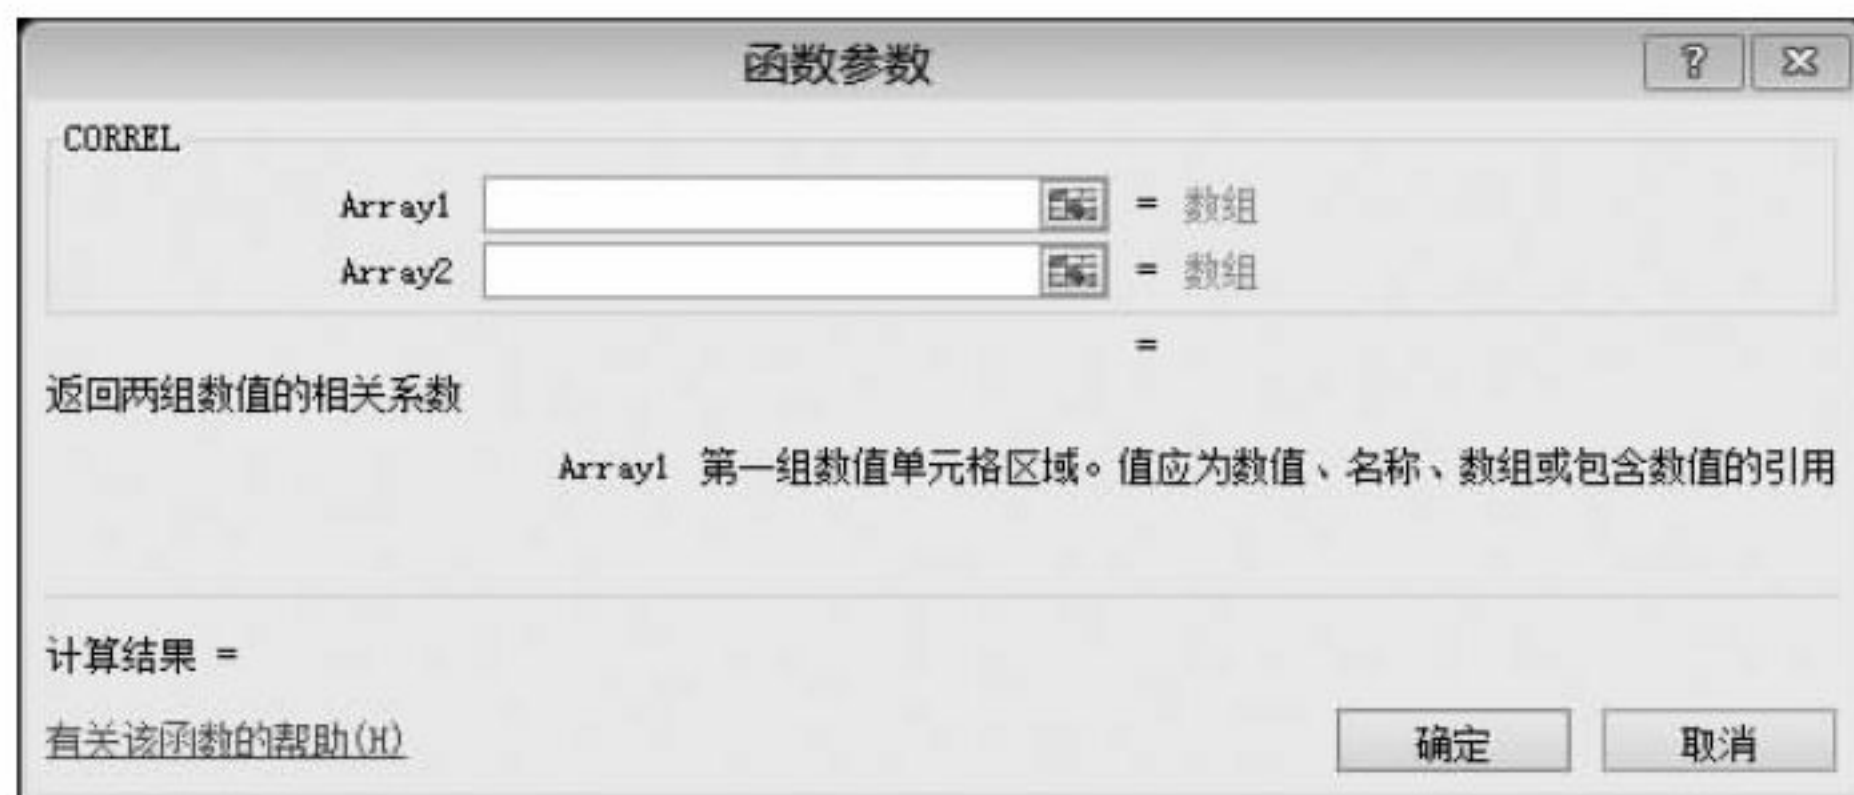 函数参数
CORREL
Array1 = 数组
Array2 = 数组
=
返回两组数值的相关系数
Array1 第一组数值单元格区域。值应为数值、名称、数组或包含数值的引用
计算结果 =
有关该函数的帮助(H)
确定 取消